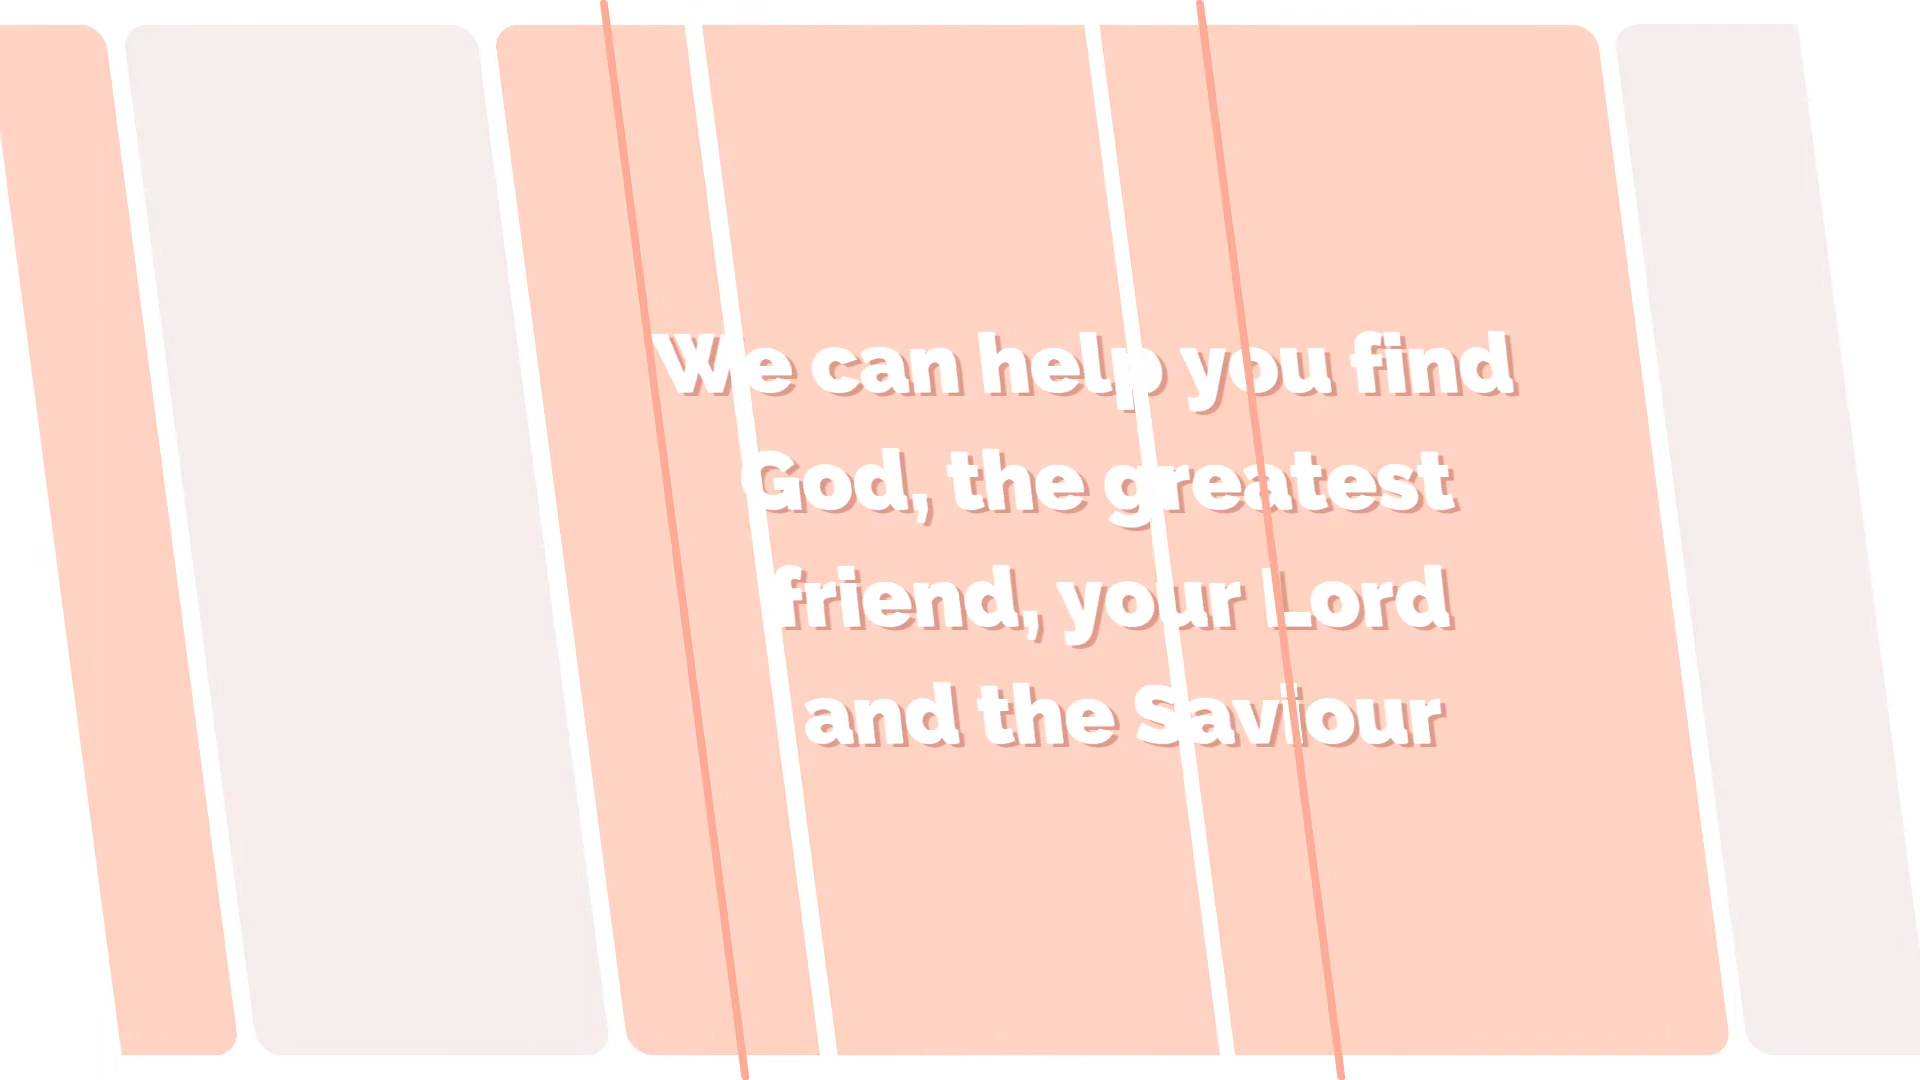 We can help you find
God, the greatest
friend, your Lord
and the Saviour